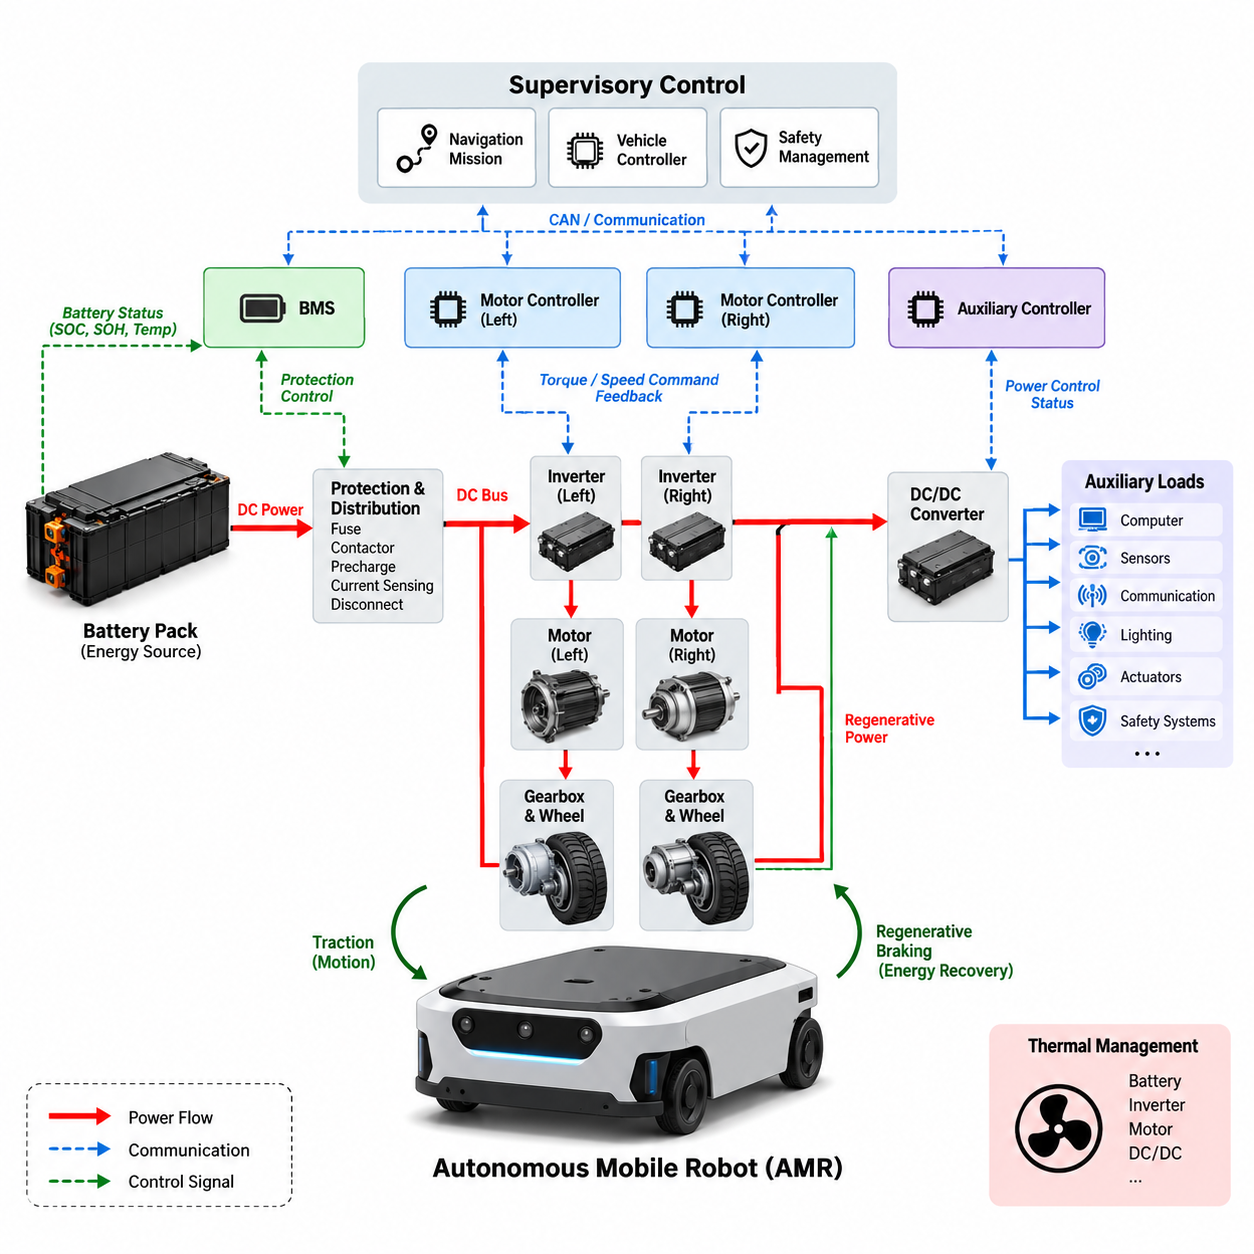 Supervisory Control
Navigation
Mission
Vehicle
Controller
Safety
Management
CAN / Communication
BMS
Motor Controller
(Left)
Motor Controller
(Right)
Auxiliary Controller
Battery Status
(SOC, SOH, Temp)
Protection
Control
Torque / Speed Command
Feedback
Power Control
Status
DC Power
Protection &
Distribution
Fuse
Contactor
Precharge
Current Sensing
Disconnect
DC Bus
Inverter
(Left)
Inverter
(Right)
DC/DC
Converter
Auxiliary Loads
Computer
Sensors
Communication
Lighting
Actuators
Safety Systems
...
Battery Pack
(Energy Source)
Motor
(Left)
Motor
(Right)
Regenerative
Power
Gearbox
& Wheel
Gearbox
& Wheel
Traction
(Motion)
Regenerative
Braking
(Energy Recovery)
Autonomous Mobile Robot (AMR)
Power Flow
Communication
Control Signal
Thermal Management
Battery
Inverter
Motor
DC/DC
...